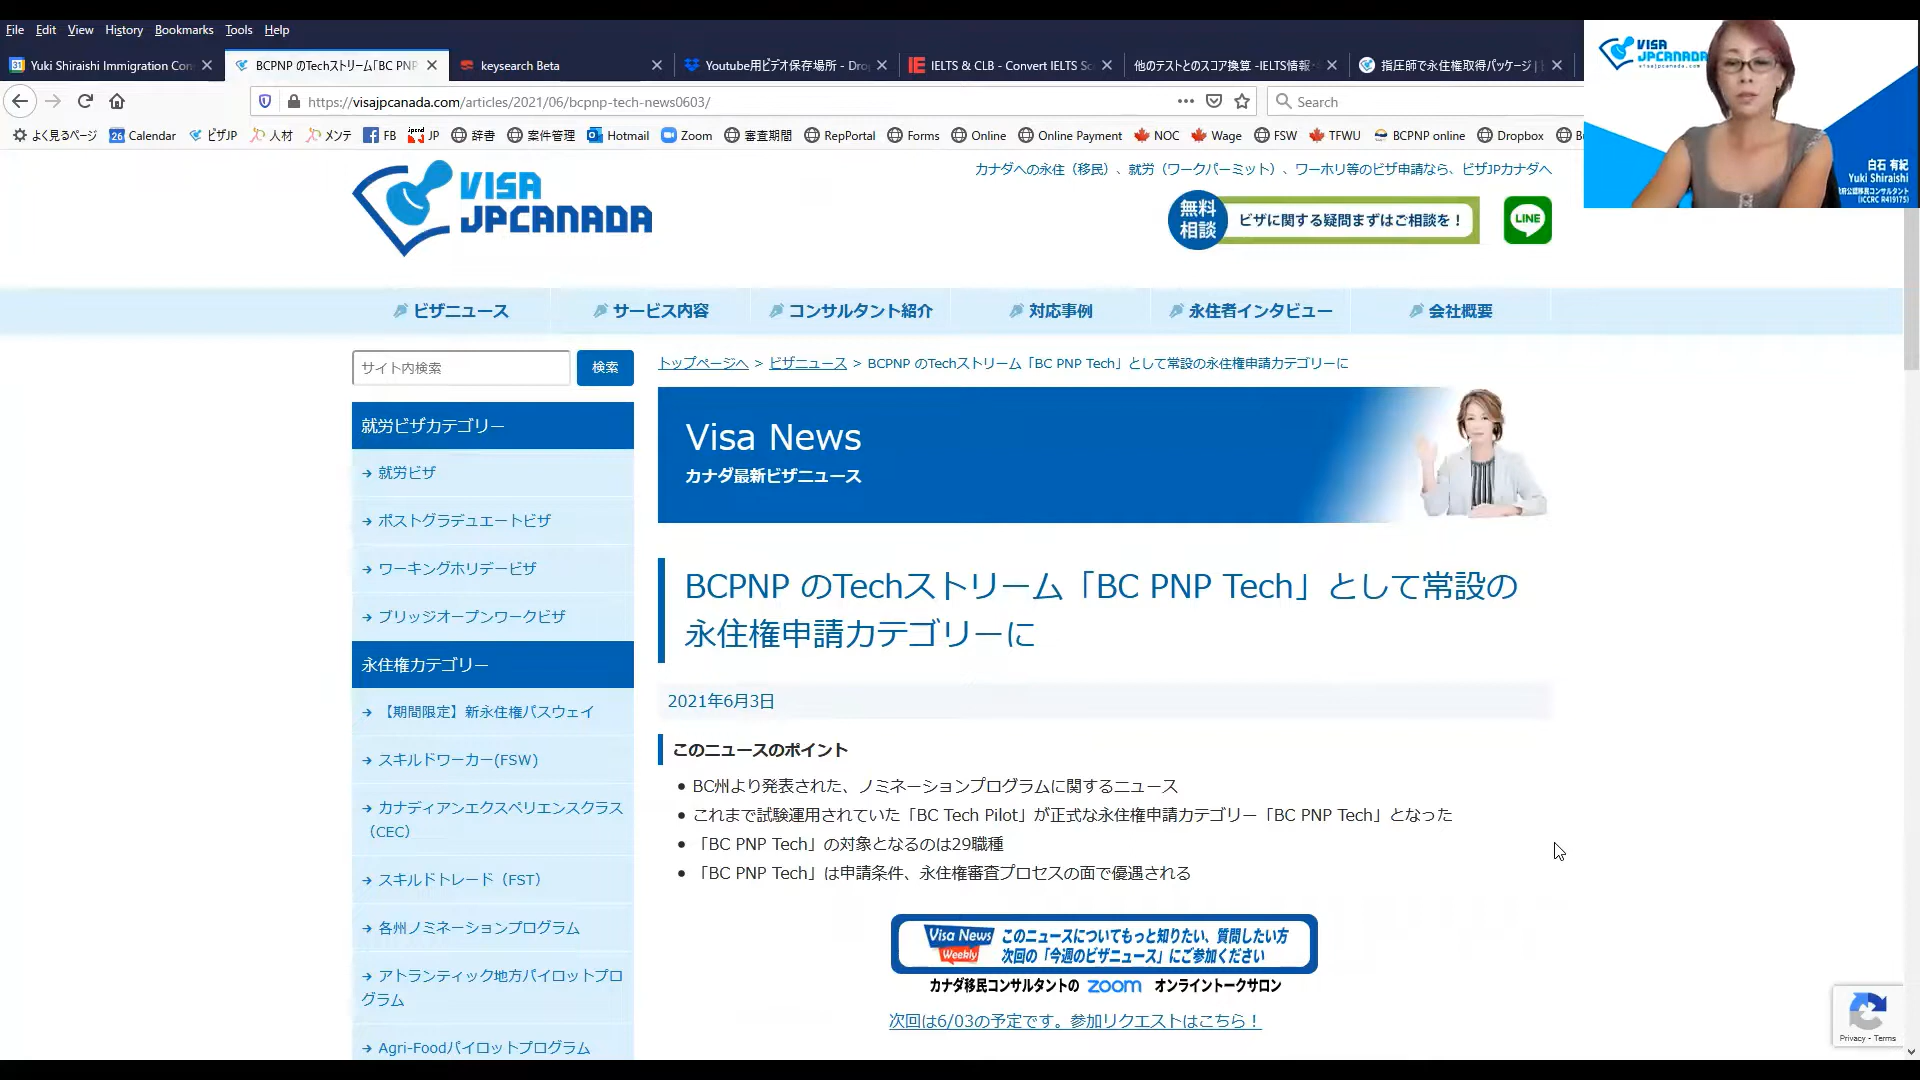 File Edit View History Bookmarks Tools Help
Yuki Shiraishi Immigration Con
BCPNP のTechストリーム「BC PNP
keysearch Beta
Youtube用ビデオ保存場所 - Dro
IELTS & CLB - Convert IELTS Sc
他のテストとのスコア換算 -IELTS情報
指圧師で永住権取得パッケージ |
https://visajpcanada.com/articles/2021/06/bcpnp-tech-news0603/
Search
よく見るページ Calendar ビザJP 人材 メンテ FB JP 辞書 案件管理 Hotmail Zoom 審査期間 RepPortal Forms Online Online Payment NOC Wage FSW TFWU BCPNP online Dropbox
VISA
JPCANADA
visajpcanada.com
白石 有紀
Yuki Shiraishi
(ICCRC R419175)
カナダへの永住（移民）、就労（ワークパーミット）、ワーホリ等のビザ申請なら、ビザJPカナダへ
VISA
JPCANADA
無料
相談
ビザに関する疑問まずはご相談を！
LINE
ビザニュース サービス内容 コンサルタント紹介 対応事例 永住者インタビュー 会社概要
サイト内検索 検索
トップページへ > ビザニュース > BCPNP のTechストリーム「BC PNP Tech」として常設の永住権申請カテゴリーに
就労ビザカテゴリー
就労ビザ
ポストグラデュエートビザ
ワーキングホリデービザ
ブリッジオープンワークビザ
永住権カテゴリー
【期間限定】新永住権パスウェイ
スキルドワーカー(FSW)
カナディアンエクスペリエンスクラス
（CEC）
スキルドトレード（FST）
各州ノミネーションプログラム
アトランティック地方パイロットプロ
グラム
Agri-Foodパイロットプログラム
Visa News
カナダ最新ビザニュース
BCPNP のTechストリーム「BC PNP Tech」として常設の
永住権申請カテゴリーに
2021年6月3日
このニュースのポイント
BC州より発表された、ノミネーションプログラムに関するニュース
これまで試験運用されていた「BC Tech Pilot」が正式な永住権申請カテゴリー「BC PNP Tech」となった
「BC PNP Tech」の対象となるのは29職種
「BC PNP Tech」は申請条件、永住権審査プロセスの面で優遇される
Visa News
Weekly
このニュースについてもっと知りたい、質問したい方
次回の「今週のビザニュース」にご参加ください
カナダ移民コンサルタントの zoom オンライントークサロン
次回は6/03の予定です。参加リクエストはこちら！
Privacy - Terms